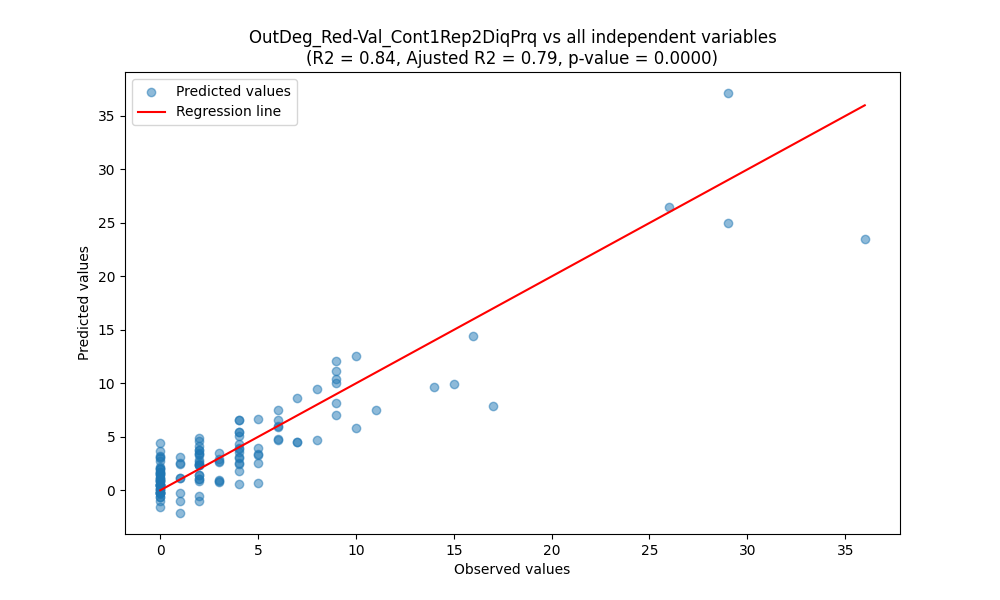 OutDeg_Red-Val_Cont1Rep2DiqPrq vs all independent variables
(R2 = 0.84, Ajusted R2 = 0.79, p-value = 0.0000)
Predicted values
Regression line
35
30
25
20
15
10
5
0
Predicted values
0 5 10 15 20 25 30 35
Observed values